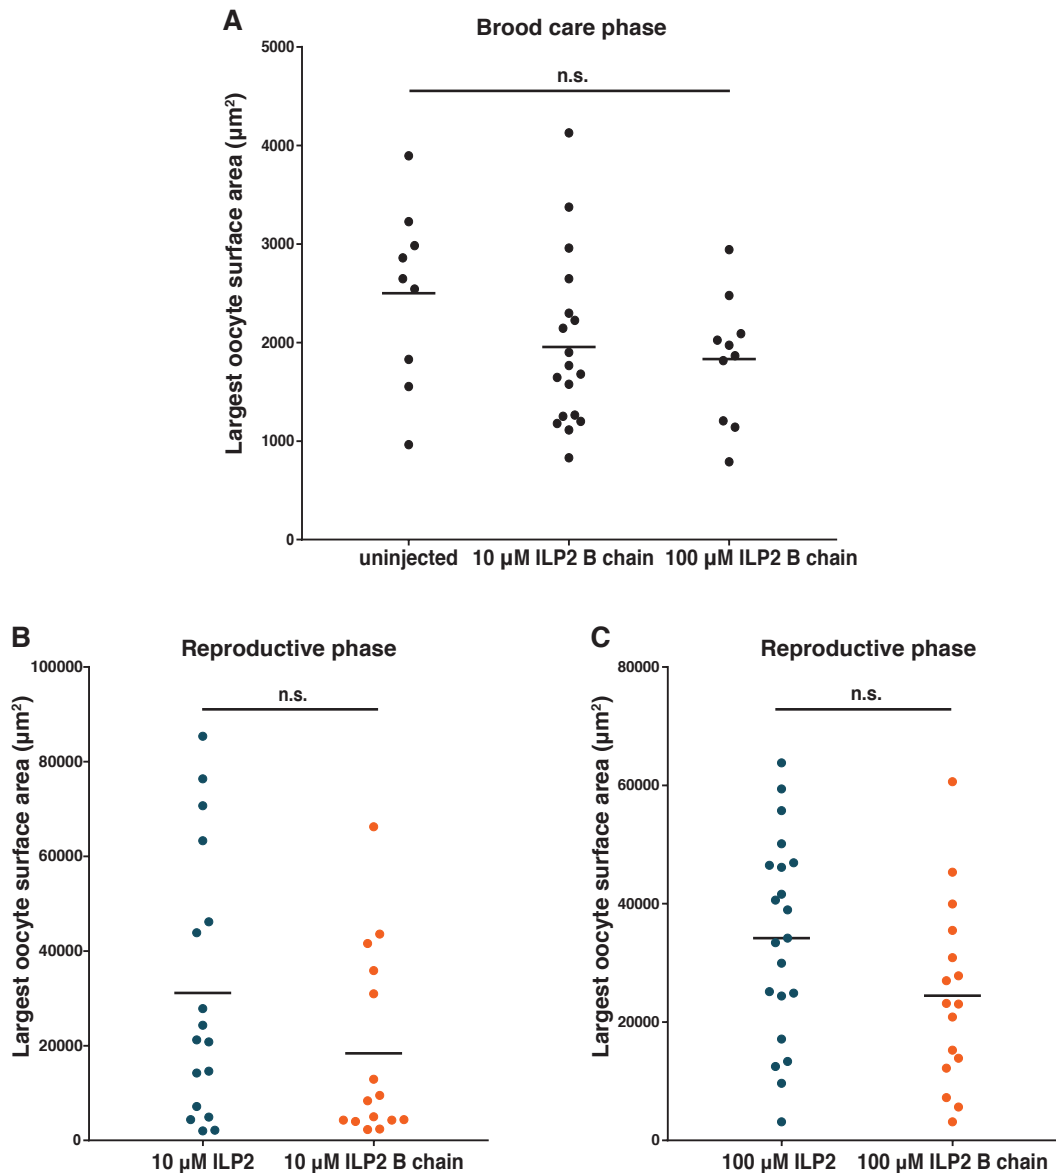 A
Brood care phase
Largest oocyte surface area (µm²)
5000
4000
3000
2000
1000
0
n.s.
uninjected
10 µM ILP2 B chain
100 µM ILP2 B chain
B
Reproductive phase
Largest oocyte surface area (µm²)
100000
80000
60000
40000
20000
0
n.s.
10 µM ILP2
10 µM ILP2 B chain
C
Reproductive phase
Largest oocyte surface area (µm²)
80000
60000
40000
20000
0
n.s.
100 µM ILP2
100 µM ILP2 B chain